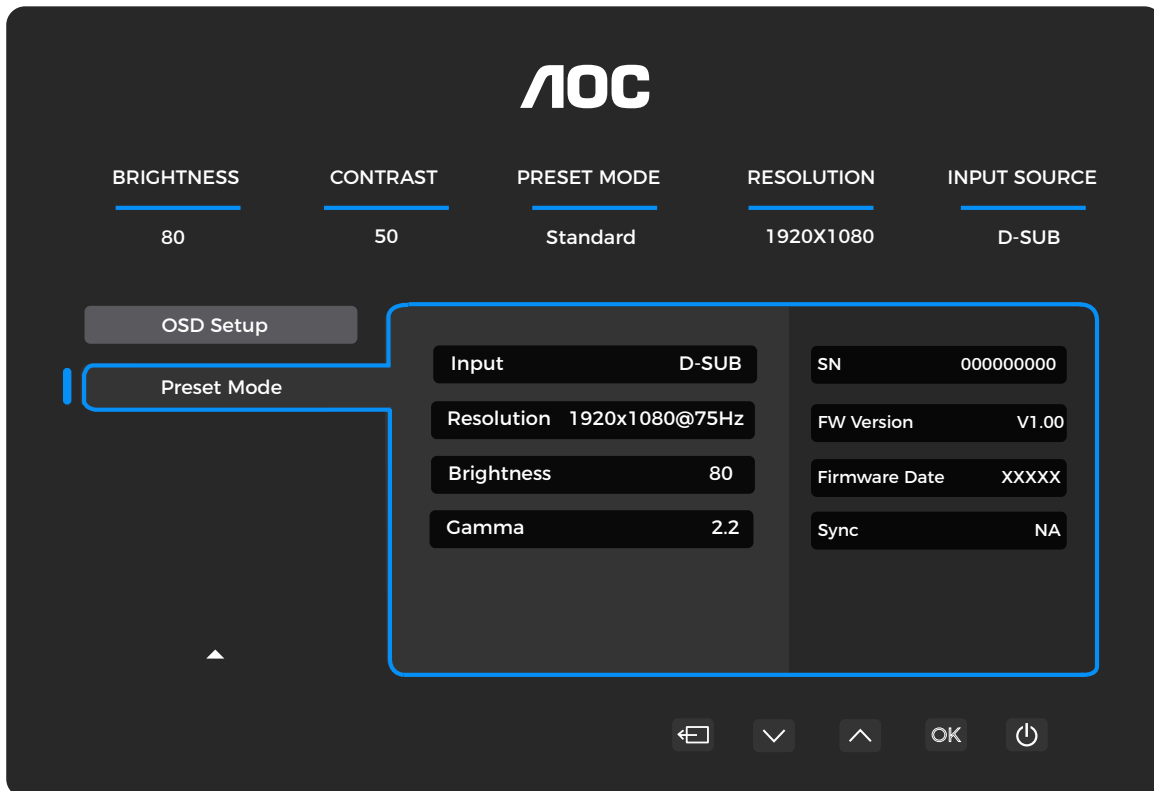 AOC
BRIGHTNESS CONTRAST PRESET MODE RESOLUTION INPUT SOURCE
80 50 Standard 1920X1080 D-SUB
OSD Setup
Preset Mode
Input D-SUB
Resolution 1920x1080@75Hz
Brightness 80
Gamma 2.2
SN 000000000
FW Version V1.00
Firmware Date XXXXX
Sync NA
OK